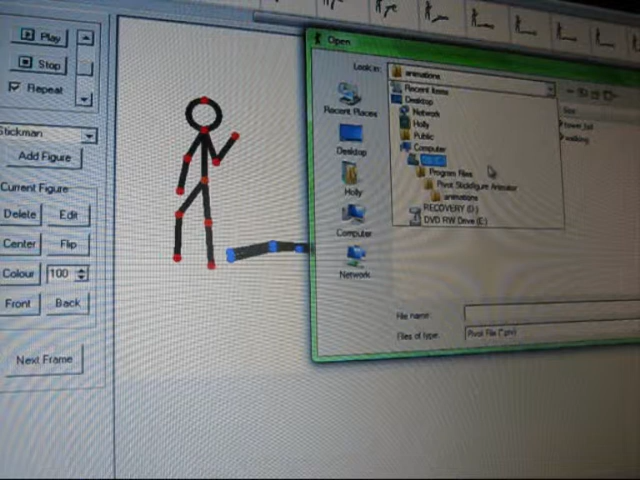 Play
Stop
Repeat
Stickman
Add Figure
Current Figure
Delete Edit
Center Flip
Colour 100
Front Back
Next Frame
Open
Look in: animations
Recent Items
Desktop
Network
Holly
Public
Computer
Program Files
Pivot Stickfigure Animator
animations
RECOVERY (D:)
DVD RW Drive (E:)
Recent Places
Desktop
Holly
Computer
Network
Size
walking
File name:
Files of type: Pivot File (*.piv)